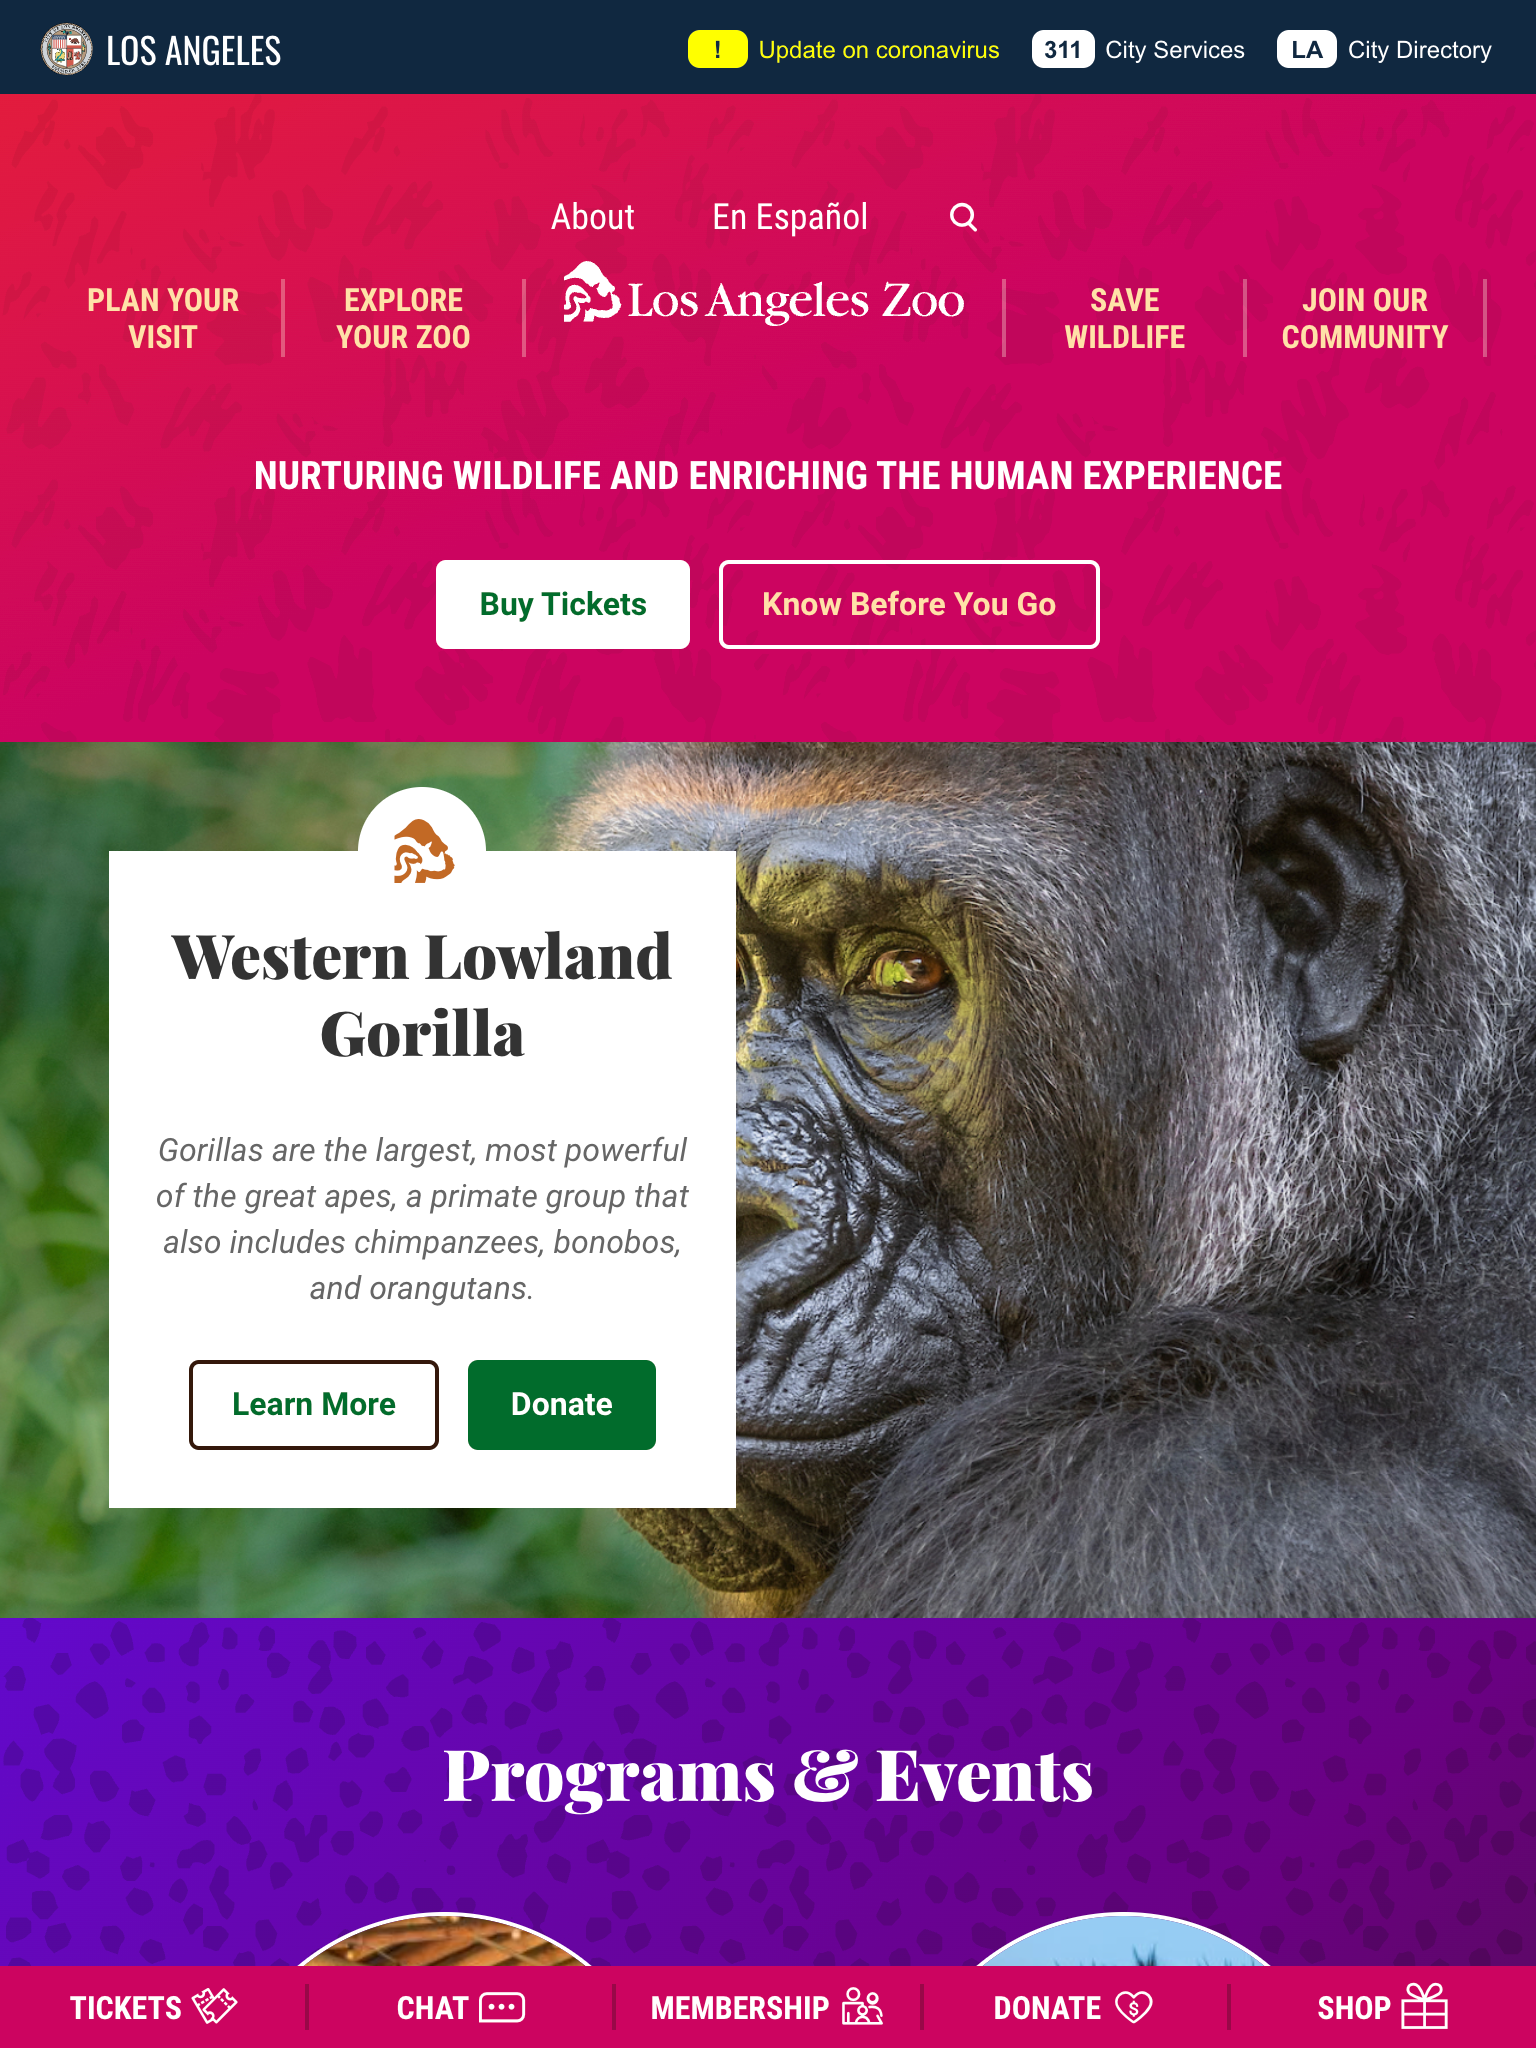 LOS ANGELES
! Update on coronavirus
311 City Services
LA City Directory
About
En Español
PLAN YOUR
VISIT
EXPLORE
YOUR ZOO
Los Angeles Zoo
SAVE
WILDLIFE
JOIN OUR
COMMUNITY
NURTURING WILDLIFE AND ENRICHING THE HUMAN EXPERIENCE
Buy Tickets
Know Before You Go
Western Lowland
Gorilla
Gorillas are the largest, most powerful
of the great apes, a primate group that
also includes chimpanzees, bonobos,
and orangutans.
Learn More
Donate
Programs & Events
TICKETS
CHAT
MEMBERSHIP
DONATE
SHOP